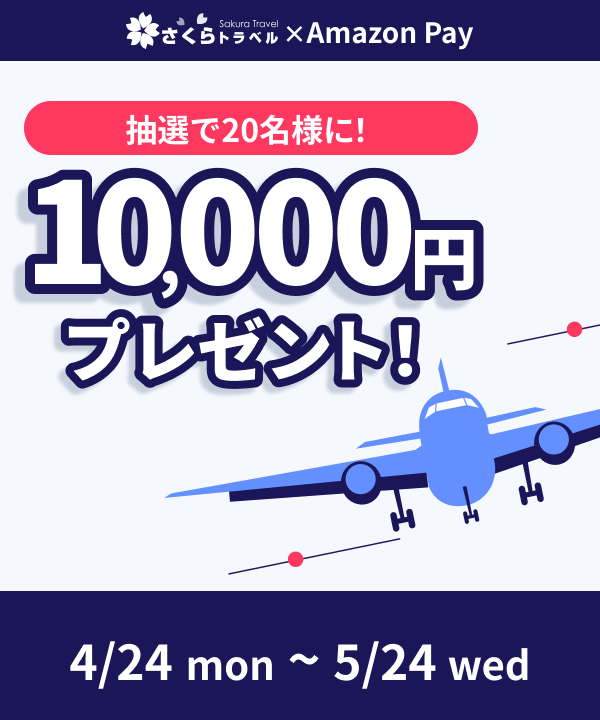 Sakura Travel
さくらトラベル×Amazon Pay
抽選で20名様に!
10,000円
プレゼント!
4/24 mon ~ 5/24 wed